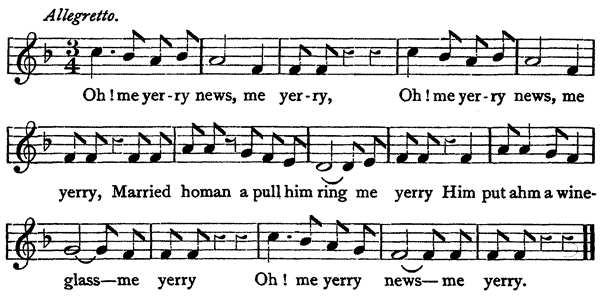 Allegretto.
3
4
Oh! me yer-ry news, me yer-ry, Oh! me yer-ry news, me
yerry, Married homan a pull him ring me yerry Him put ahm a wine-
glass—me yerry Oh! me yerry news—me yerry.